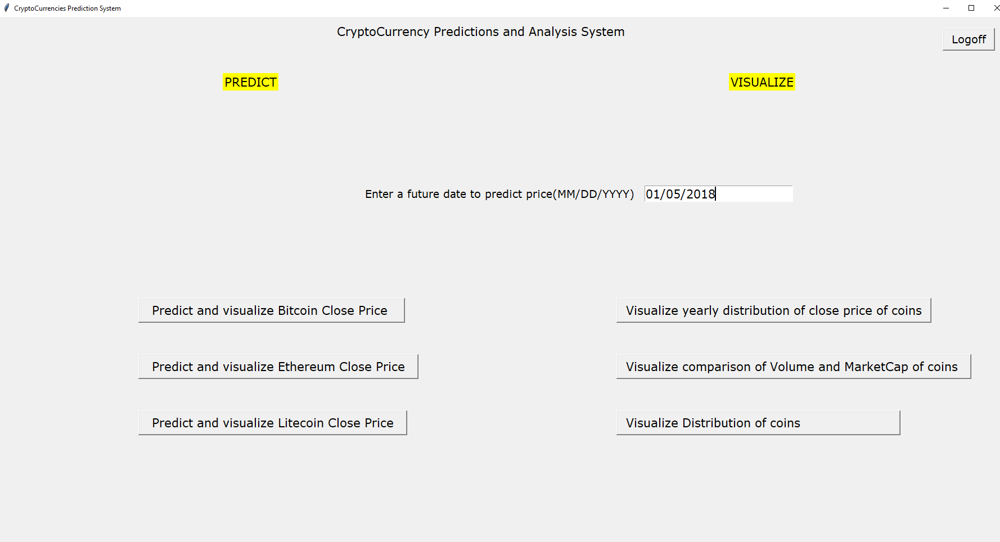 CryptoCurrencies Prediction System
CryptoCurrency Predictions and Analysis System
Logoff
PREDICT
VISUALIZE
Enter a future date to predict price(MM/DD/YYYY)
01/05/2018
Predict and visualize Bitcoin Close Price
Visualize yearly distribution of close price of coins
Predict and visualize Ethereum Close Price
Visualize comparison of Volume and MarketCap of coins
Predict and visualize Litecoin Close Price
Visualize Distribution of coins